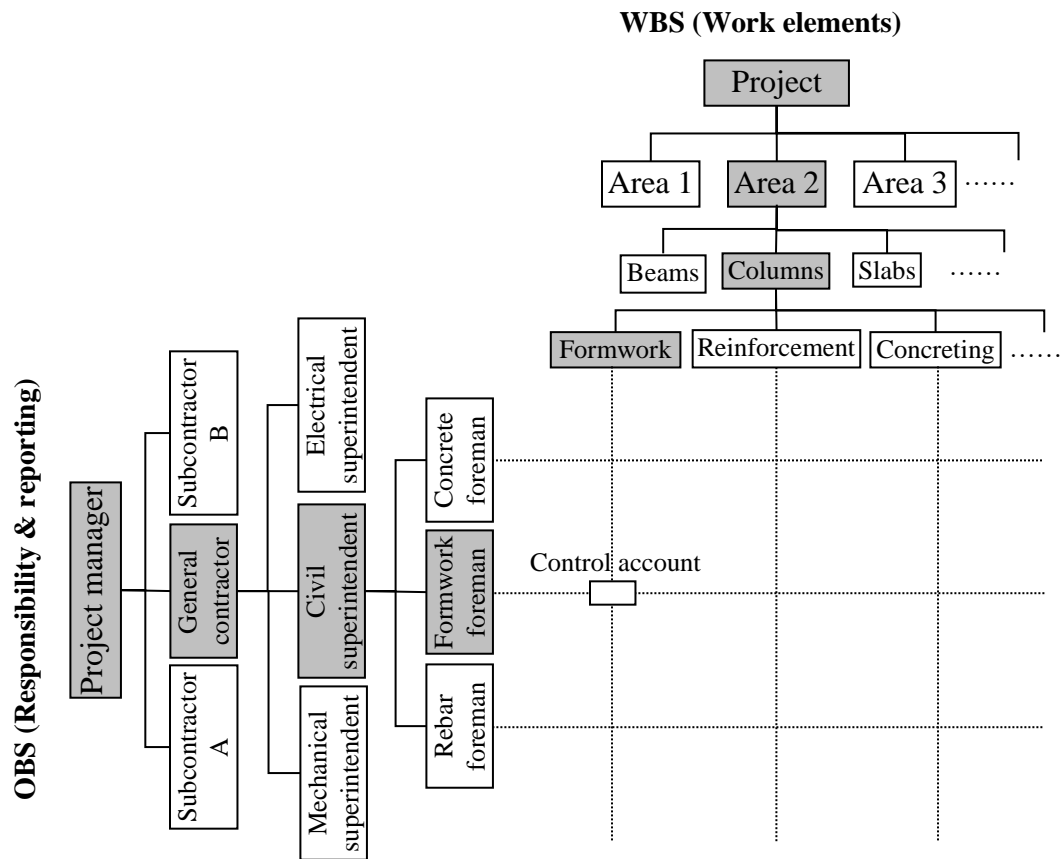 WBS (Work elements)
Project
Area 1
Area 2
Area 3
......
Beams
Columns
Slabs
......
Formwork
Reinforcement
Concreting
......
OBS (Responsibility & reporting)
Project manager
Subcontractor
B
General
contractor
Subcontractor
A
Electrical
superintendent
Civil
superintendent
Mechanical
superintendent
Concrete
foreman
Formwork
foreman
Rebar
foreman
Control account